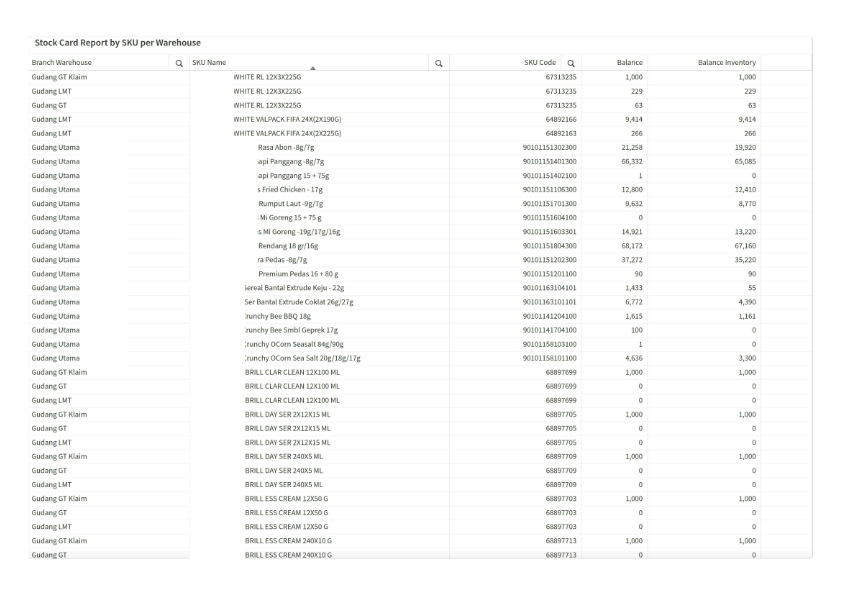 Stock Card Report by SKU per Warehouse
Branch Warehouse SKU Name SKU Code Balance Balance Inventory
Gudang GT Klaim WHITE RL 12X3X225G 67313235 1,000 1,000
Gudang LMT WHITE RL 12X3X225G 67313235 229 229
Gudang GT WHITE RL 12X3X225G 67313235 63 63
Gudang LMT WHITE VALPACK FIFA 24X(2X190G) 64892166 9,414 9,414
Gudang LMT WHITE VALPACK FIFA 24X(2X225G) 64892163 266 266
Gudang Utama Rasa Abon -8g/7g 90101151302300 21,258 19,920
Gudang Utama api Panggang -8g/7g 90101151401300 66,332 65,085
Gudang Utama api Panggang 15 + 75g 90101151402100 1 0
Gudang Utama s Fried Chicken - 17g 90101151106300 12,800 12,410
Gudang Utama Rumput Laut -9g/7g 90101151701300 9,632 8,770
Gudang Utama Mi Goreng 15 + 75 g 90101151604100 0 0
Gudang Utama s Mi Goreng -19g/17g/16g 90101151603301 14,921 13,220
Gudang Utama Rendang 18 gr/16g 90101151804300 68,172 67,160
Gudang Utama ra Pedas -8g/7g 90101151202300 37,272 35,220
Gudang Utama Premium Pedas 16 + 80 g 90101151201100 90 90
Gudang Utama ereal Bantal Extrude Keju - 22g 90101163104101 1,433 55
Gudang Utama Ser Bantal Extrude Coklat 26g/27g 90101163101101 6,772 4,390
Gudang Utama runchy Bee BBQ 18g 90101141204100 1,615 1,161
Gudang Utama runchy Bee Smbl Geprek 17g 90101141704100 100 0
Gudang Utama runchy OCorn Seasalt 84g/90g 90101158103100 1 0
Gudang Utama runchy OCorn Sea Salt 20g/18g/17g 90101158101100 4,636 3,300
Gudang GT Klaim BRILL CLAR CLEAN 12X100 ML 68897699 1,000 1,000
Gudang GT BRILL CLAR CLEAN 12X100 ML 68897699 0 0
Gudang LMT BRILL CLAR CLEAN 12X100 ML 68897699 0 0
Gudang GT Klaim BRILL DAY SER 2X12X15 ML 68897705 1,000 1,000
Gudang GT BRILL DAY SER 2X12X15 ML 68897705 0 0
Gudang LMT BRILL DAY SER 2X12X15 ML 68897705 0 0
Gudang GT Klaim BRILL DAY SER 240X5 ML 68897709 1,000 1,000
Gudang GT BRILL DAY SER 240X5 ML 68897709 0 0
Gudang LMT BRILL DAY SER 240X5 ML 68897709 0 0
Gudang GT Klaim BRILL ESS CREAM 12X50 G 68897703 1,000 1,000
Gudang GT BRILL ESS CREAM 12X50 G 68897703 0 0
Gudang LMT BRILL ESS CREAM 12X50 G 68897703 0 0
Gudang GT Klaim BRILL ESS CREAM 240X10 G 68897713 1,000 1,000
Gudang GT BRILL ESS CREAM 240X10 G 68897713 0 0